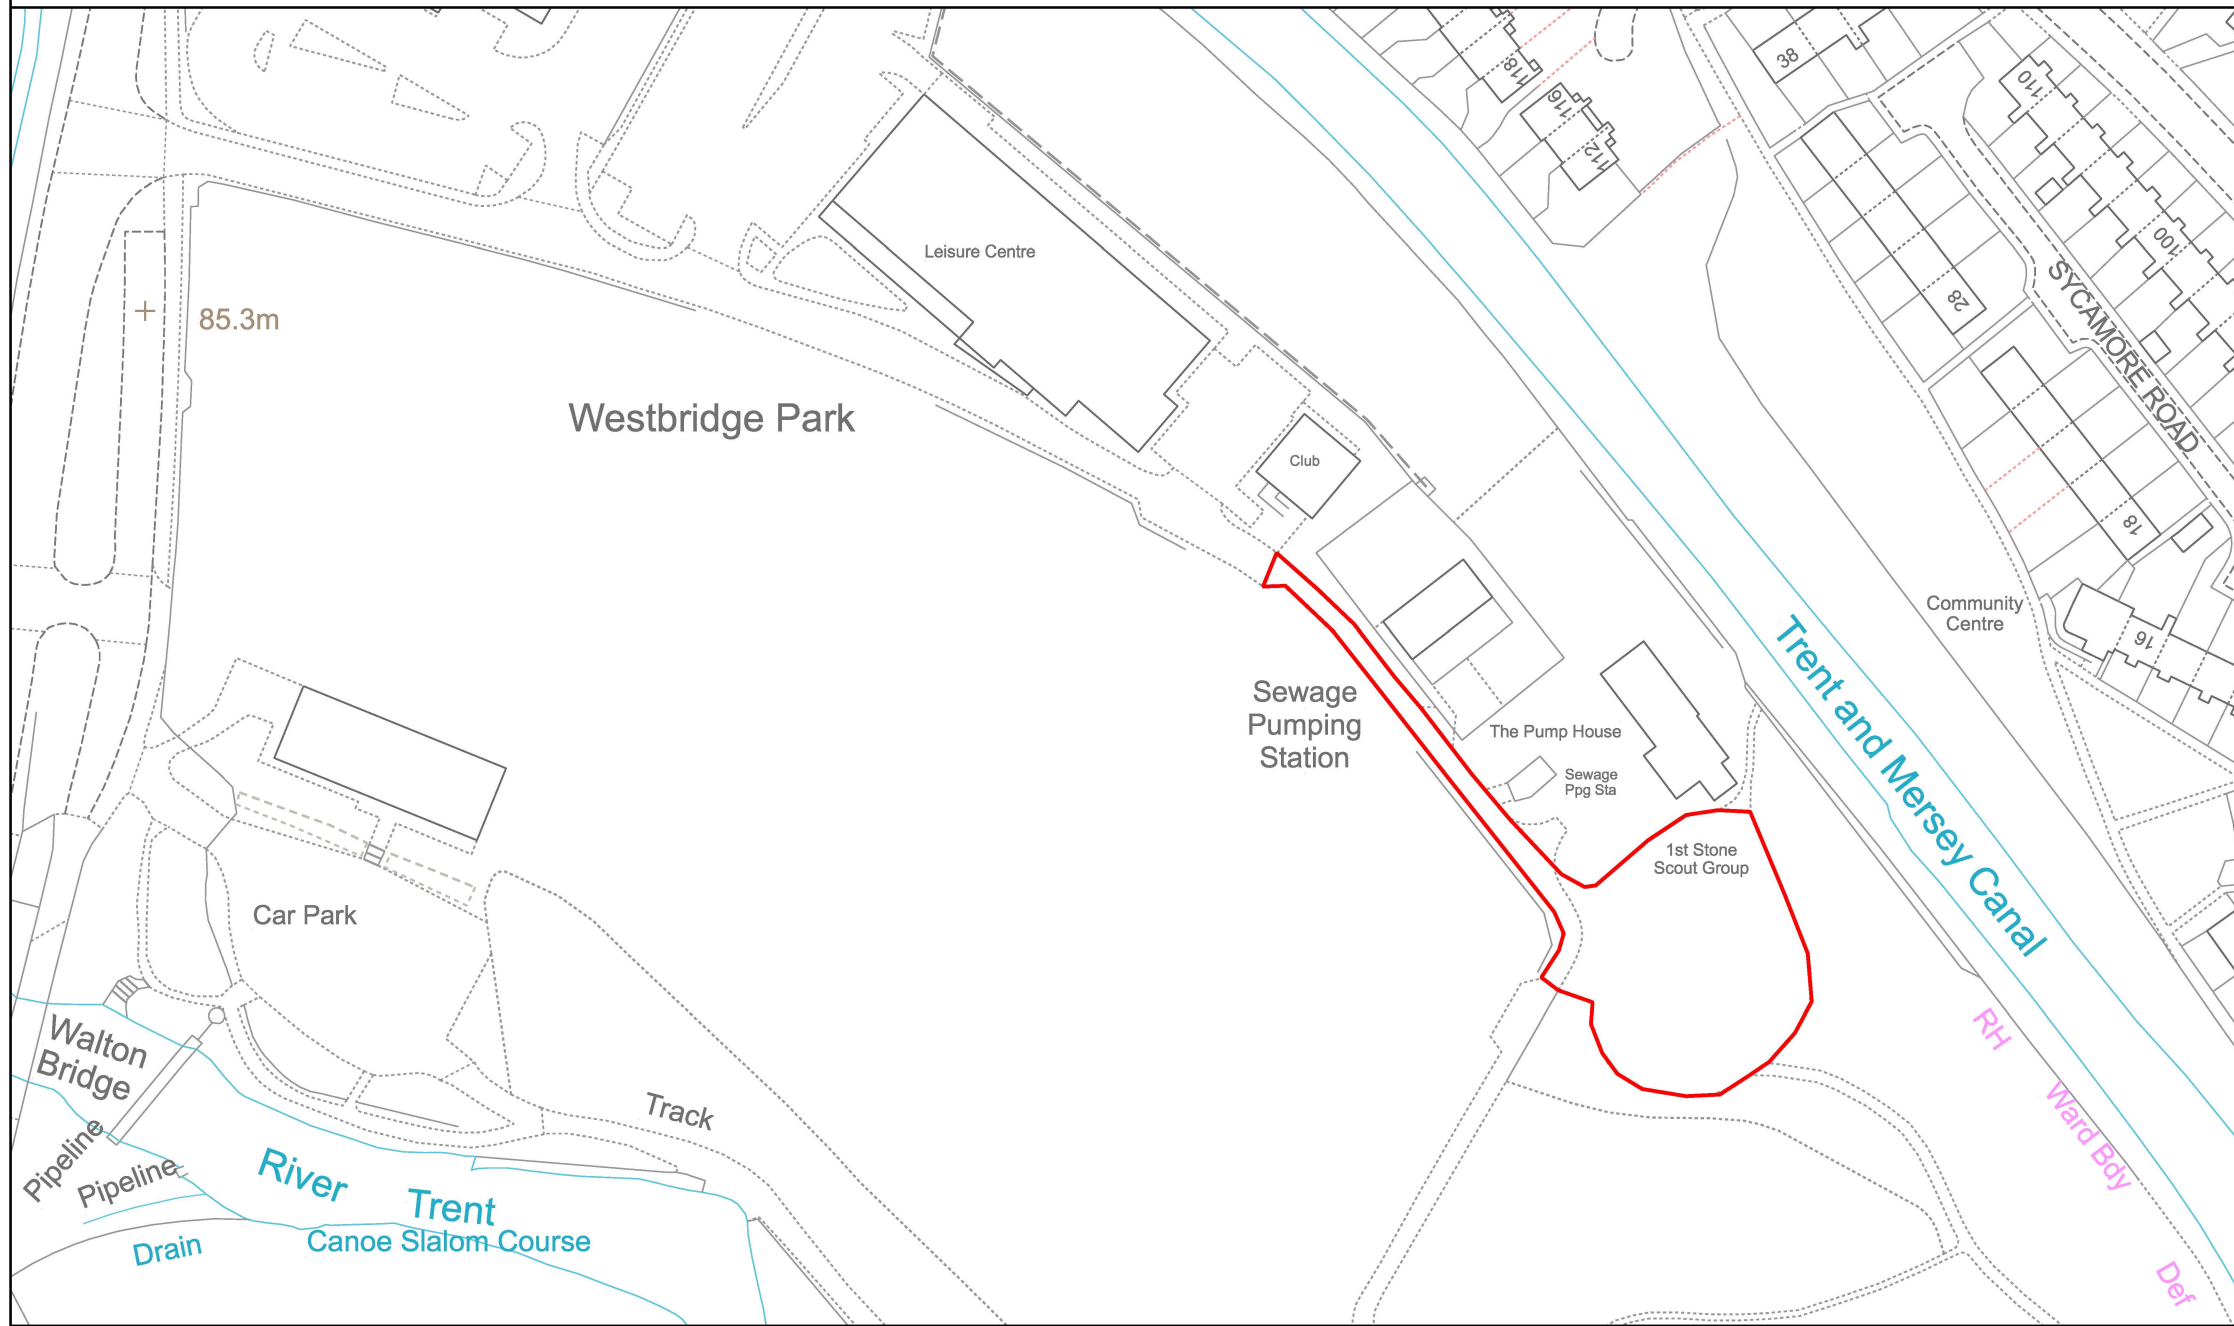 38
110
118
116
112
100
28
SYCAMORE ROAD
Leisure Centre
85.3m
Westbridge Park
Club
18
16
Community
Centre
Trent and Mersey Canal
Sewage
Pumping
Station
The Pump House
Sewage
Ppg Sta
1st Stone
Scout Group
Car Park
Walton
Bridge
Track
Pipeline
Pipeline
River
Trent
Canoe Slalom Course
Drain
RH
Ward Bdy
Def